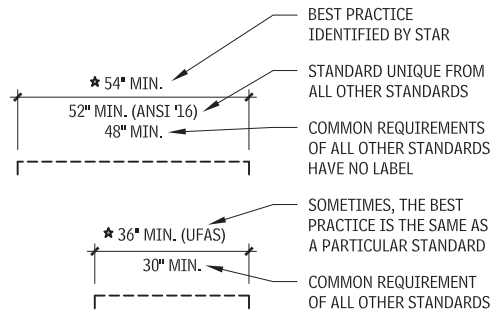 BEST PRACTICE
IDENTIFIED BY STAR
☆ 54" MIN.
STANDARD UNIQUE FROM
ALL OTHER STANDARDS
52" MIN. (ANSI '16)
48" MIN.
COMMON REQUIREMENTS
OF ALL OTHER STANDARDS
HAVE NO LABEL
SOMETIMES, THE BEST
PRACTICE IS THE SAME AS
A PARTICULAR STANDARD
☆ 36" MIN. (UFAS)
30" MIN.
COMMON REQUIREMENT
OF ALL OTHER STANDARDS